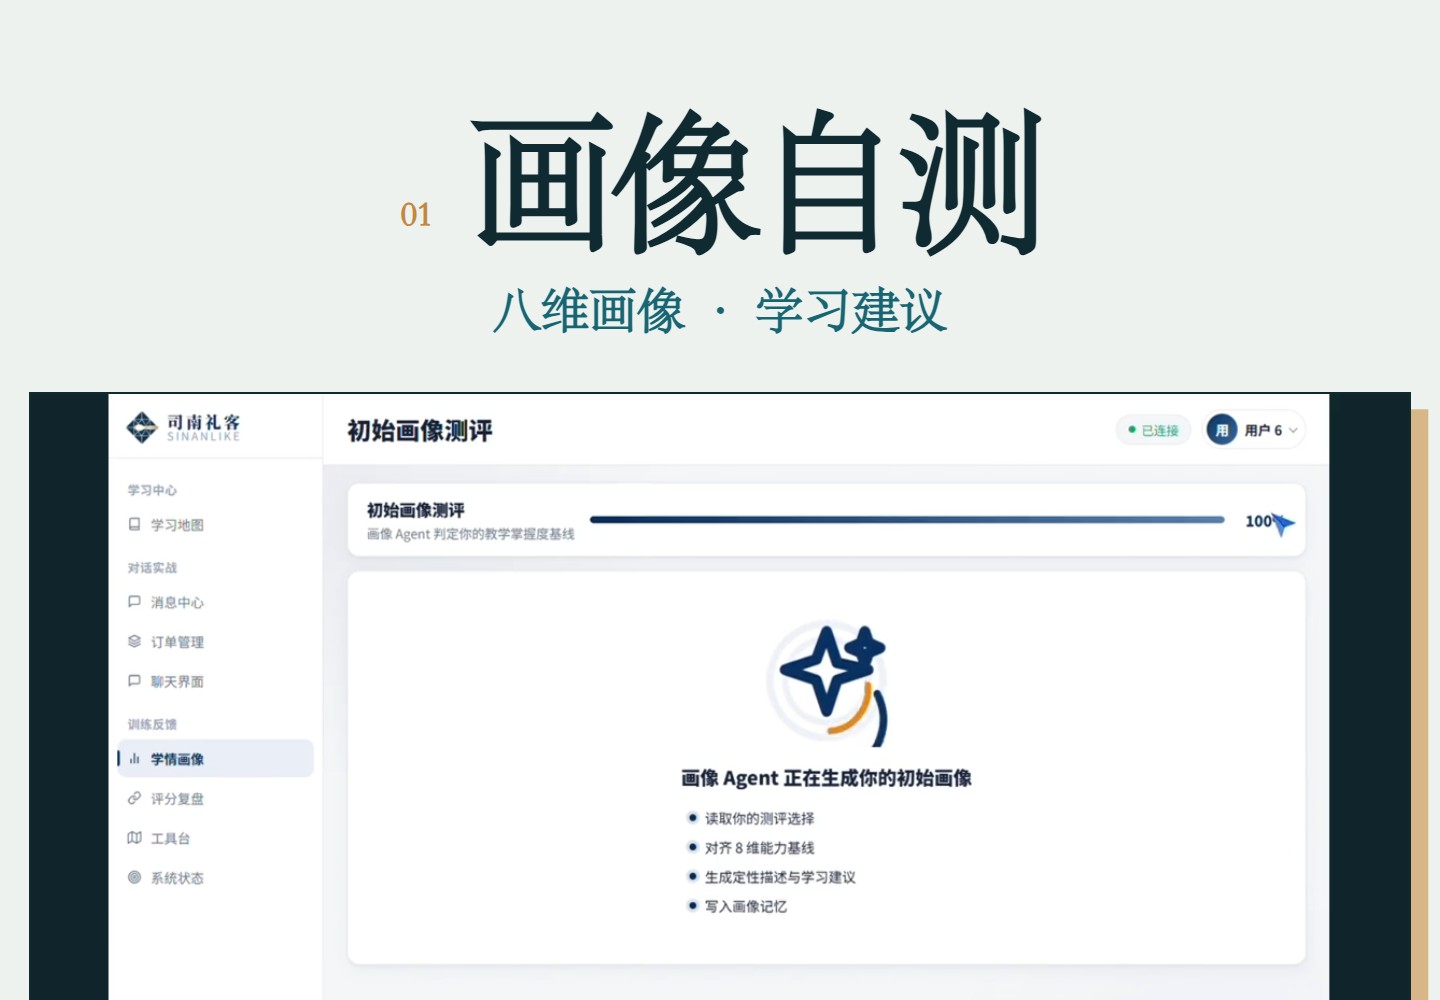 01
画像自测
八维画像 · 学习建议
司南礼客
SINANLIKE
初始画像测评
已连接
用
用户 6
学习中心
学习地图
对话实战
消息中心
订单管理
聊天界面
训练反馈
学情画像
评分复盘
工具台
系统状态
初始画像测评
画像 Agent 判定你的教学掌握度基线
100
画像 Agent 正在生成你的初始画像
读取你的测评选择
对齐 8 维能力基线
生成定性描述与学习建议
写入画像记忆